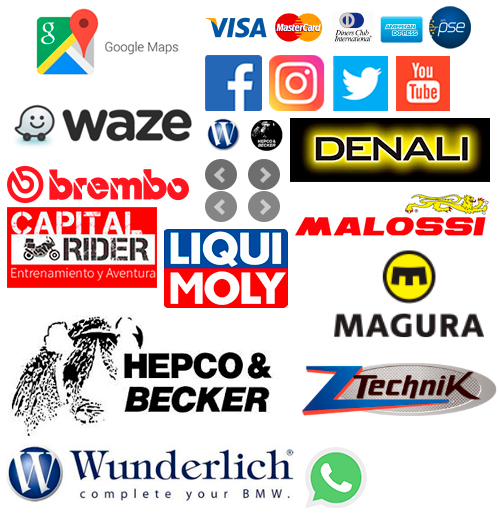 g
Google Maps
VISA
MasterCard
Diners Club
International
AMERICAN
EXPRESS
pse
f
You
Tube
waze
W
HEPCO &
BECKER
DENALI
brembo
MALOSSI
CAPITAL
RIDER
Entrenamiento y Aventura
LIQUI
MOLY
MAGURA
HEPCO &
BECKER
ZTechnik
W Wunderlich®
complete your BMW.